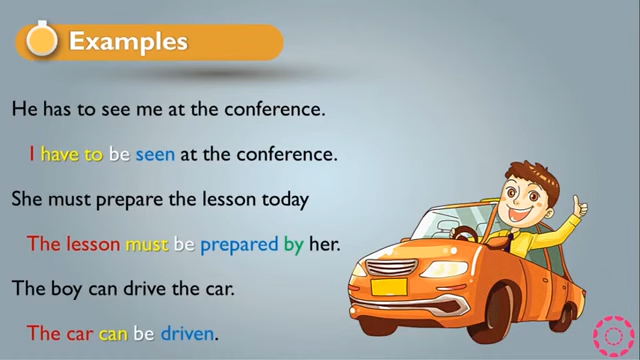 Examples
He has to see me at the conference.
I have to be seen at the conference.
She must prepare the lesson today
The lesson must be prepared by her.
The boy can drive the car.
The car can be driven.